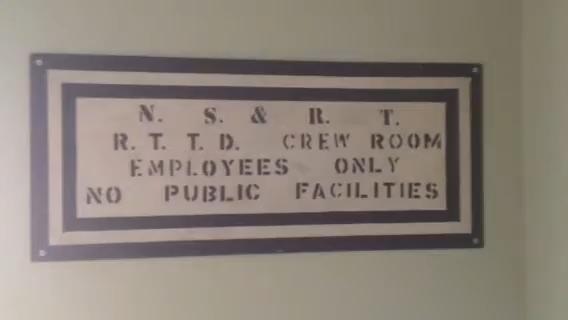 N. S. & R. T.
R. T. T. D. CREW ROOM
EMPLOYEES ONLY
NO PUBLIC FACILITIES